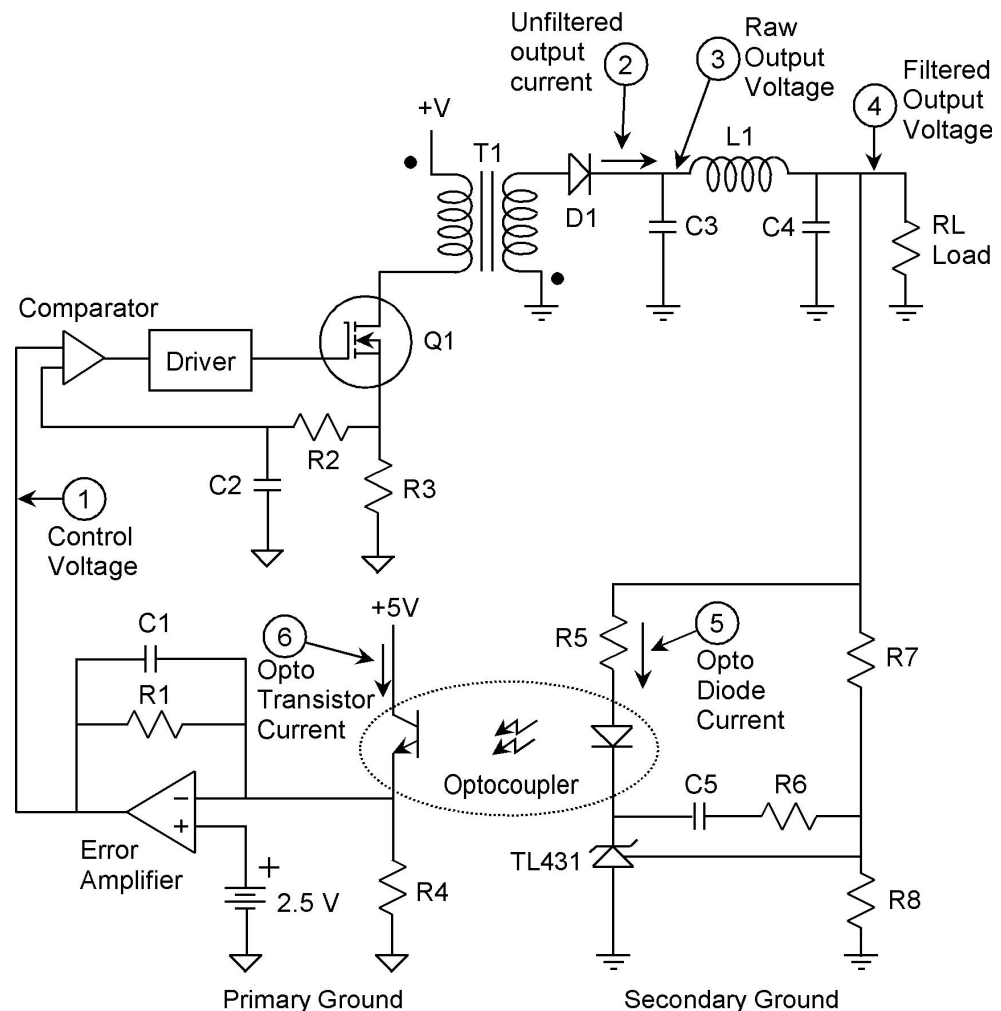 Unfiltered
output
current
2
3
Raw
Output
Voltage
4
Filtered
Output
Voltage
+V
T1
L1
D1
C3
C4
RL
Load
Comparator
Driver
Q1
R2
C2
R3
1
Control
Voltage
+5V
C1
R1
6
Opto
Transistor
Current
R5
5
Opto
Diode
Current
R7
Optocoupler
C5
R6
−
+
Error
Amplifier
+
2.5 V
R4
TL431
R8
Primary Ground
Secondary Ground